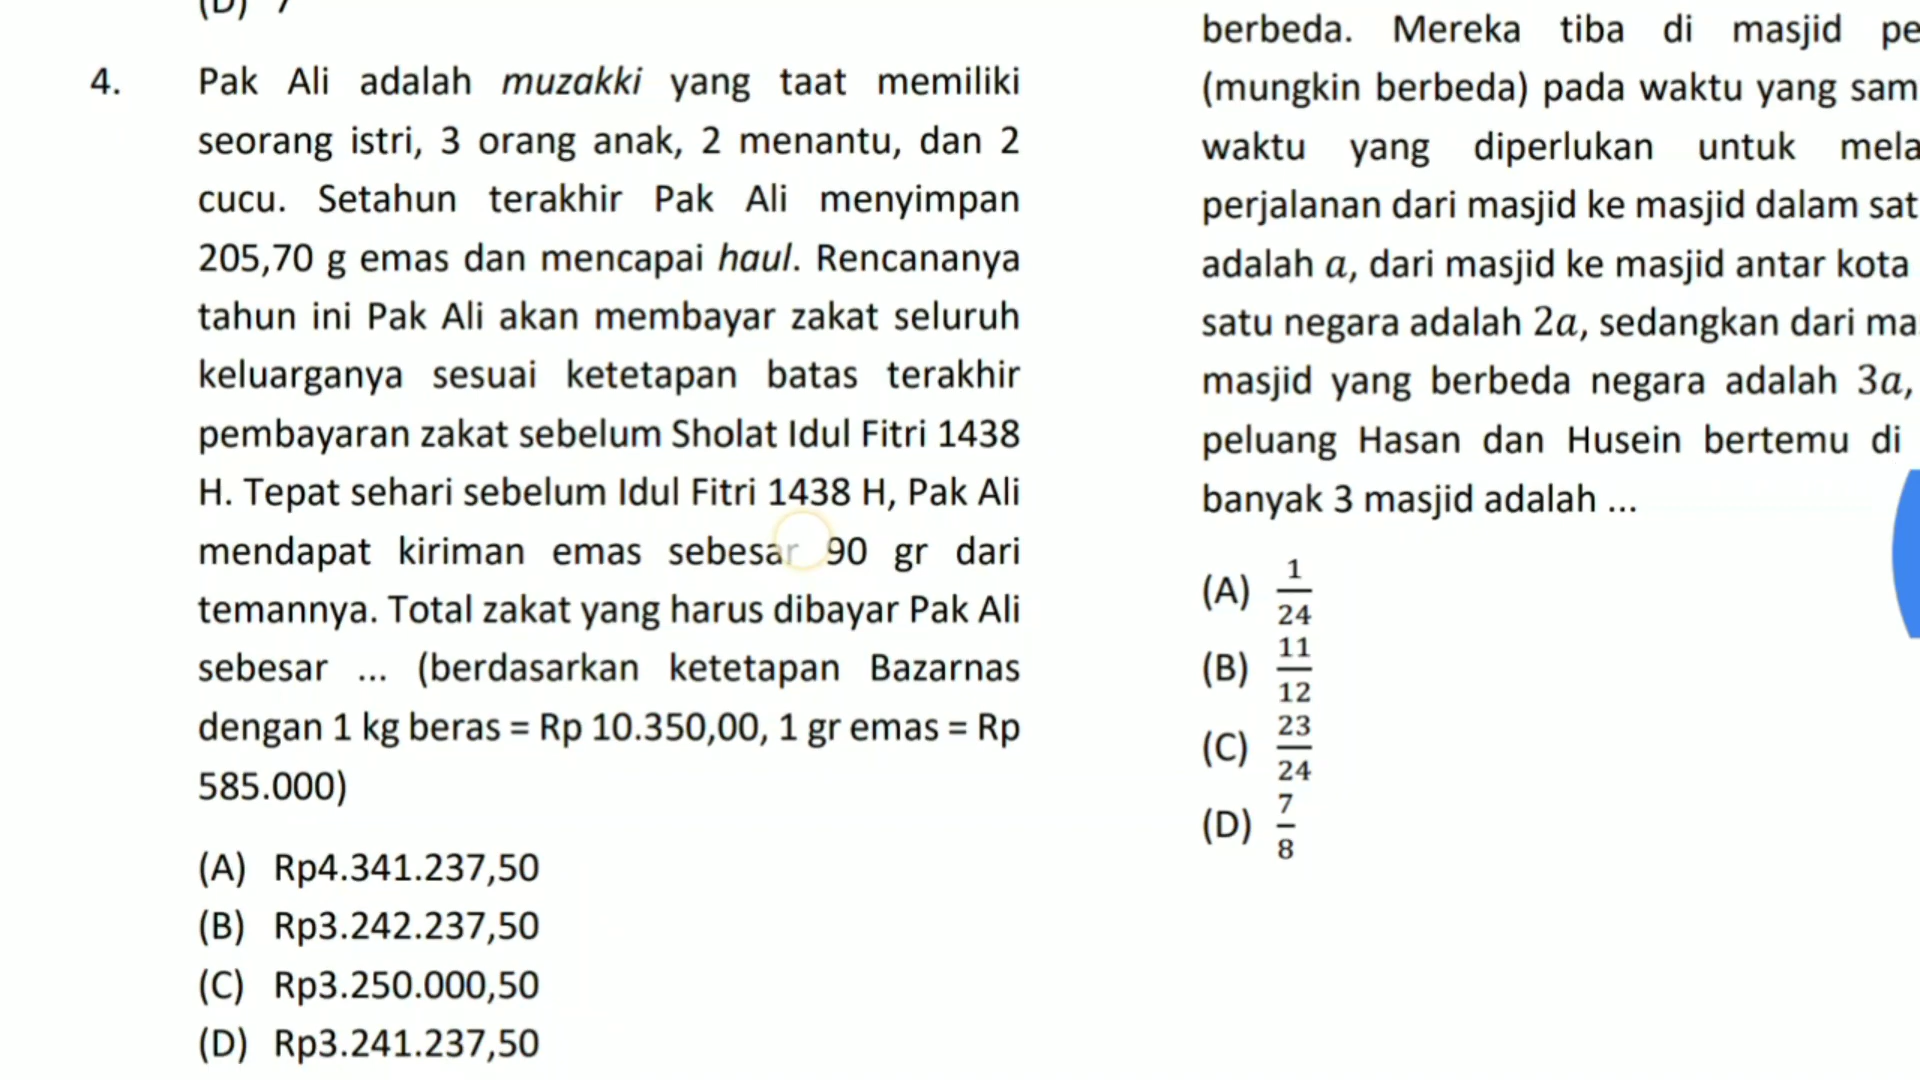 (D) 7
4. Pak Ali adalah muzakki yang taat memiliki
seorang istri, 3 orang anak, 2 menantu, dan 2
cucu. Setahun terakhir Pak Ali menyimpan
205,70 g emas dan mencapai haul. Rencananya
tahun ini Pak Ali akan membayar zakat seluruh
keluarganya sesuai ketetapan batas terakhir
pembayaran zakat sebelum Sholat Idul Fitri 1438
H. Tepat sehari sebelum Idul Fitri 1438 H, Pak Ali
mendapat kiriman emas sebesar 90 gr dari
temannya. Total zakat yang harus dibayar Pak Ali
sebesar ... (berdasarkan ketetapan Bazarnas
dengan 1 kg beras = Rp 10.350,00, 1 gr emas = Rp
585.000)
(A) Rp4.341.237,50
(B) Rp3.242.237,50
(C) Rp3.250.000,50
(D) Rp3.241.237,50
berbeda. Mereka tiba di masjid pe
(mungkin berbeda) pada waktu yang sam
waktu yang diperlukan untuk mela
perjalanan dari masjid ke masjid dalam sat
adalah a, dari masjid ke masjid antar kota
satu negara adalah 2a, sedangkan dari ma
masjid yang berbeda negara adalah 3a,
peluang Hasan dan Husein bertemu di
banyak 3 masjid adalah ...
(A) 1/24
(B) 11/12
(C) 23/24
(D) 7/8